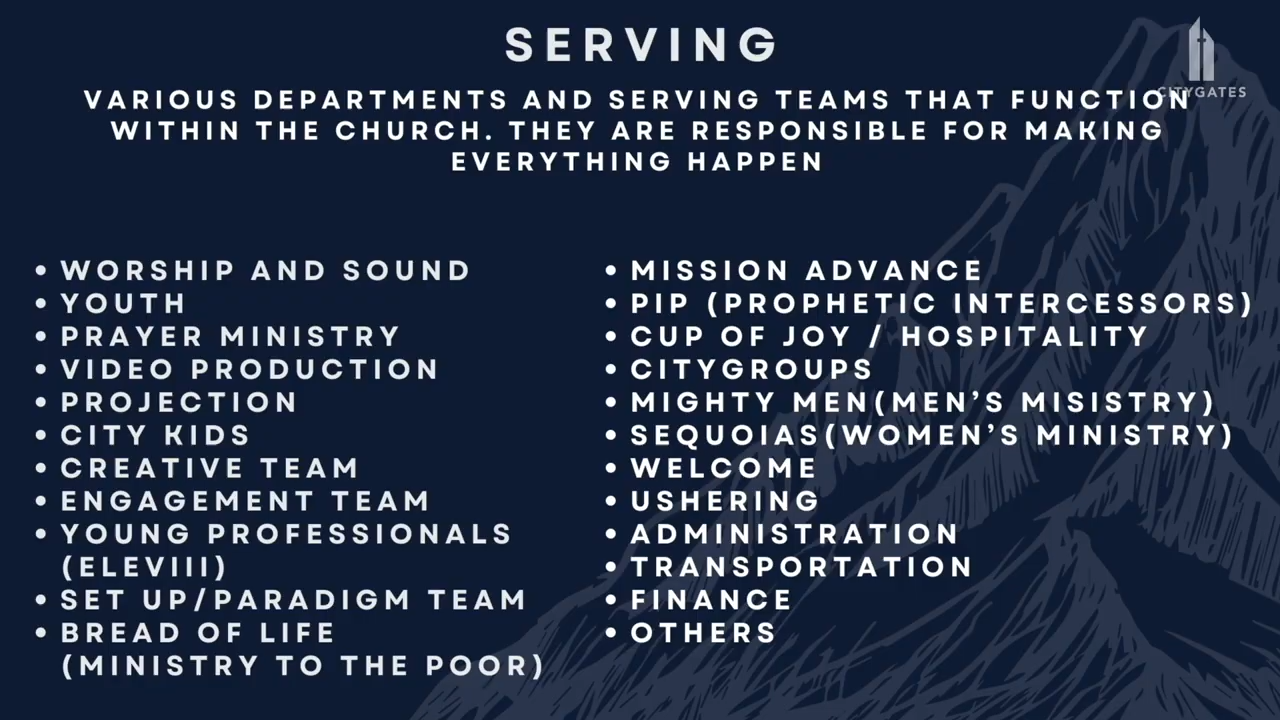 SERVING
CITYGATES
VARIOUS DEPARTMENTS AND SERVING TEAMS THAT FUNCTION
WITHIN THE CHURCH. THEY ARE RESPONSIBLE FOR MAKING
EVERYTHING HAPPEN
• WORSHIP AND SOUND
• YOUTH
• PRAYER MINISTRY
• VIDEO PRODUCTION
• PROJECTION
• CITY KIDS
• CREATIVE TEAM
• ENGAGEMENT TEAM
• YOUNG PROFESSIONALS
(ELEVIII)
• SET UP/PARADIGM TEAM
• BREAD OF LIFE
(MINISTRY TO THE POOR)
• MISSION ADVANCE
• PIP (PROPHETIC INTERCESSORS)
• CUP OF JOY / HOSPITALITY
• CITYGROUPS
• MIGHTY MEN(MEN’S MISISTRY)
• SEQUOIAS(WOMEN’S MINISTRY)
• WELCOME
• USHERING
• ADMINISTRATION
• TRANSPORTATION
• FINANCE
• OTHERS